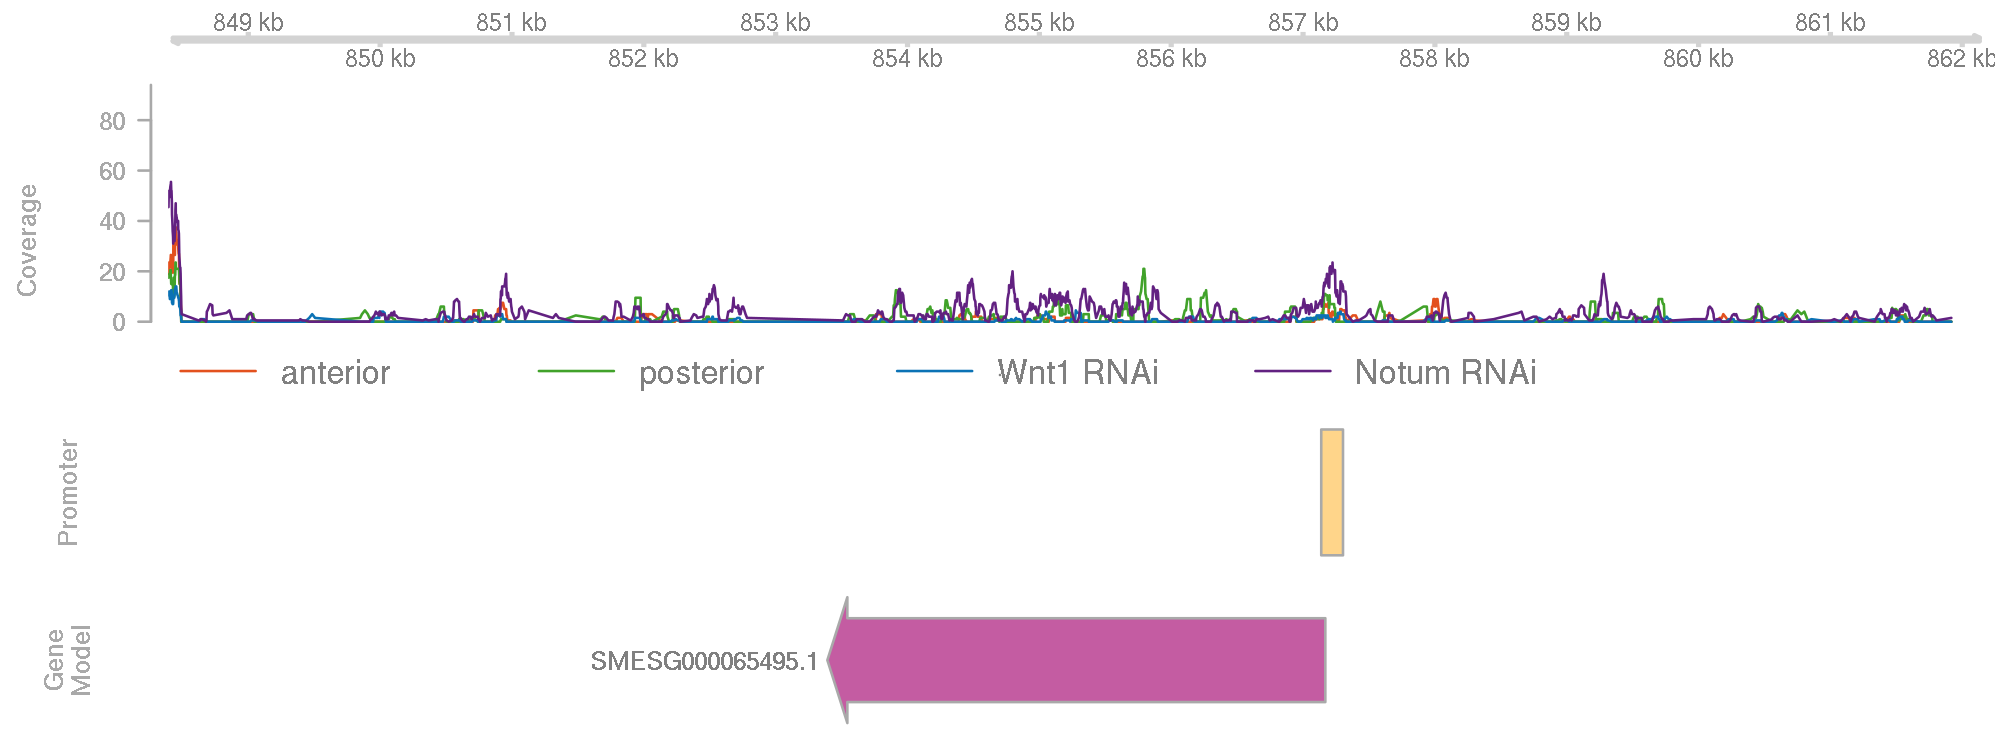 849 kb 851 kb 853 kb 855 kb 857 kb 859 kb 861 kb
850 kb 852 kb 854 kb 856 kb 858 kb 860 kb 862 kb
Coverage
80
60
40
20
0
anterior posterior Wnt1 RNAi Notum RNAi
Promoter
Gene
Model
SMESG000065495.1